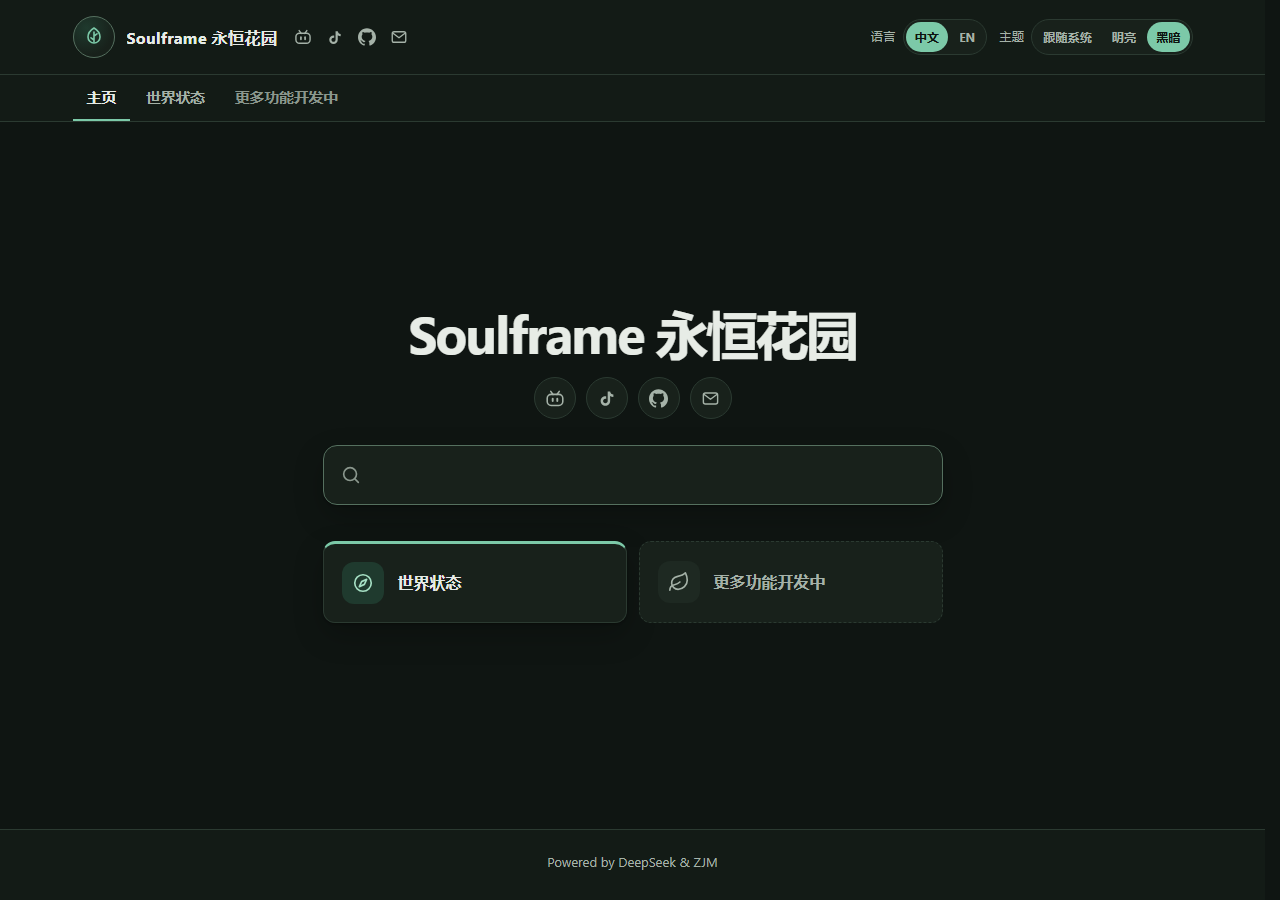 Soulframe 永恒花园
语言 中文 EN 主题 跟随系统 明亮 黑暗
主页 世界状态 更多功能开发中
Soulframe 永恒花园
世界状态 更多功能开发中
Powered by DeepSeek & ZJM